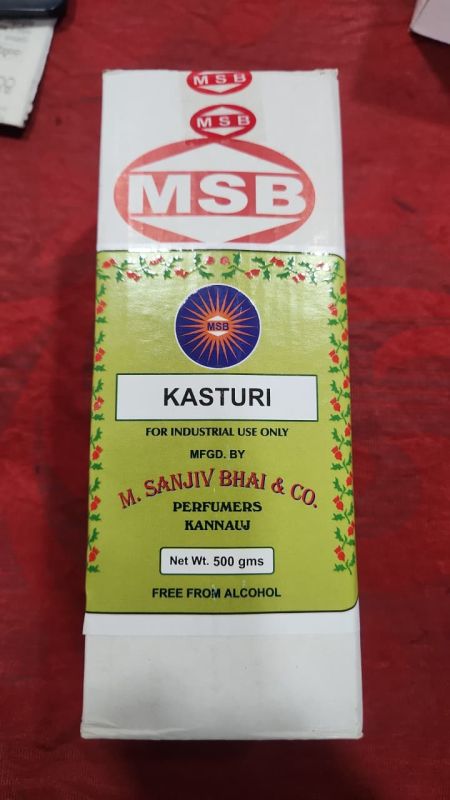 MSB
MSB
MSB
MSB
KASTURI
FOR INDUSTRIAL USE ONLY
MFGD. BY
M. SANJIV BHAI & CO.
PERFUMERS
KANNAUJ
Net Wt. 500 gms
FREE FROM ALCOHOL